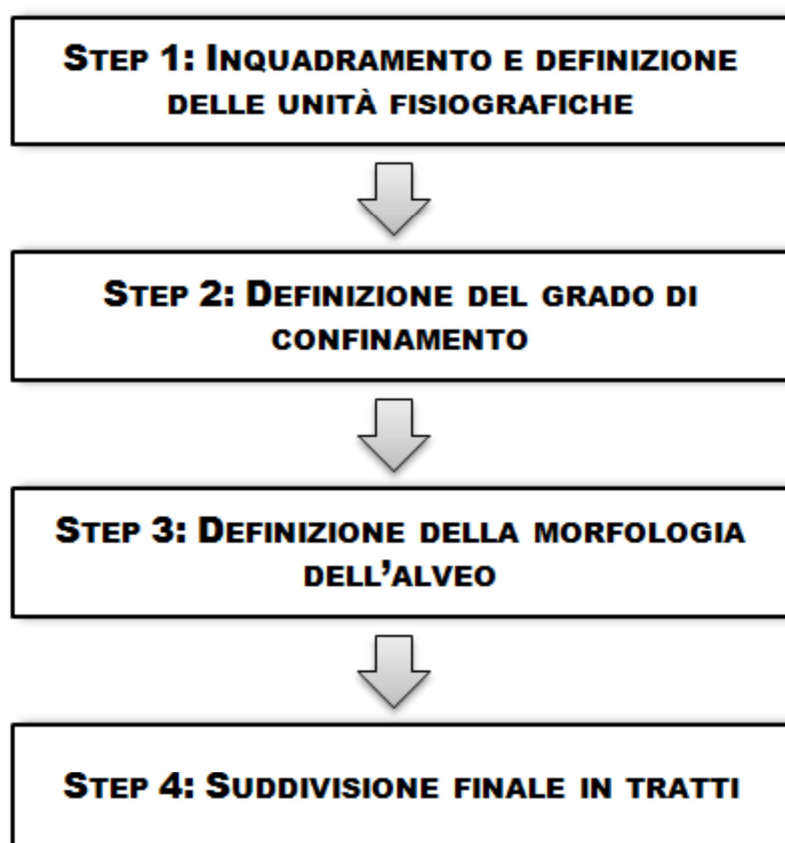 STEP 1: INQUADRAMENTO E DEFINIZIONE
DELLE UNITÀ FISIOGRAFICHE
STEP 2: DEFINIZIONE DEL GRADO DI
CONFINAMENTO
STEP 3: DEFINIZIONE DELLA MORFOLOGIA
DELL'ALVEO
STEP 4: SUDDIVISIONE FINALE IN TRATTI